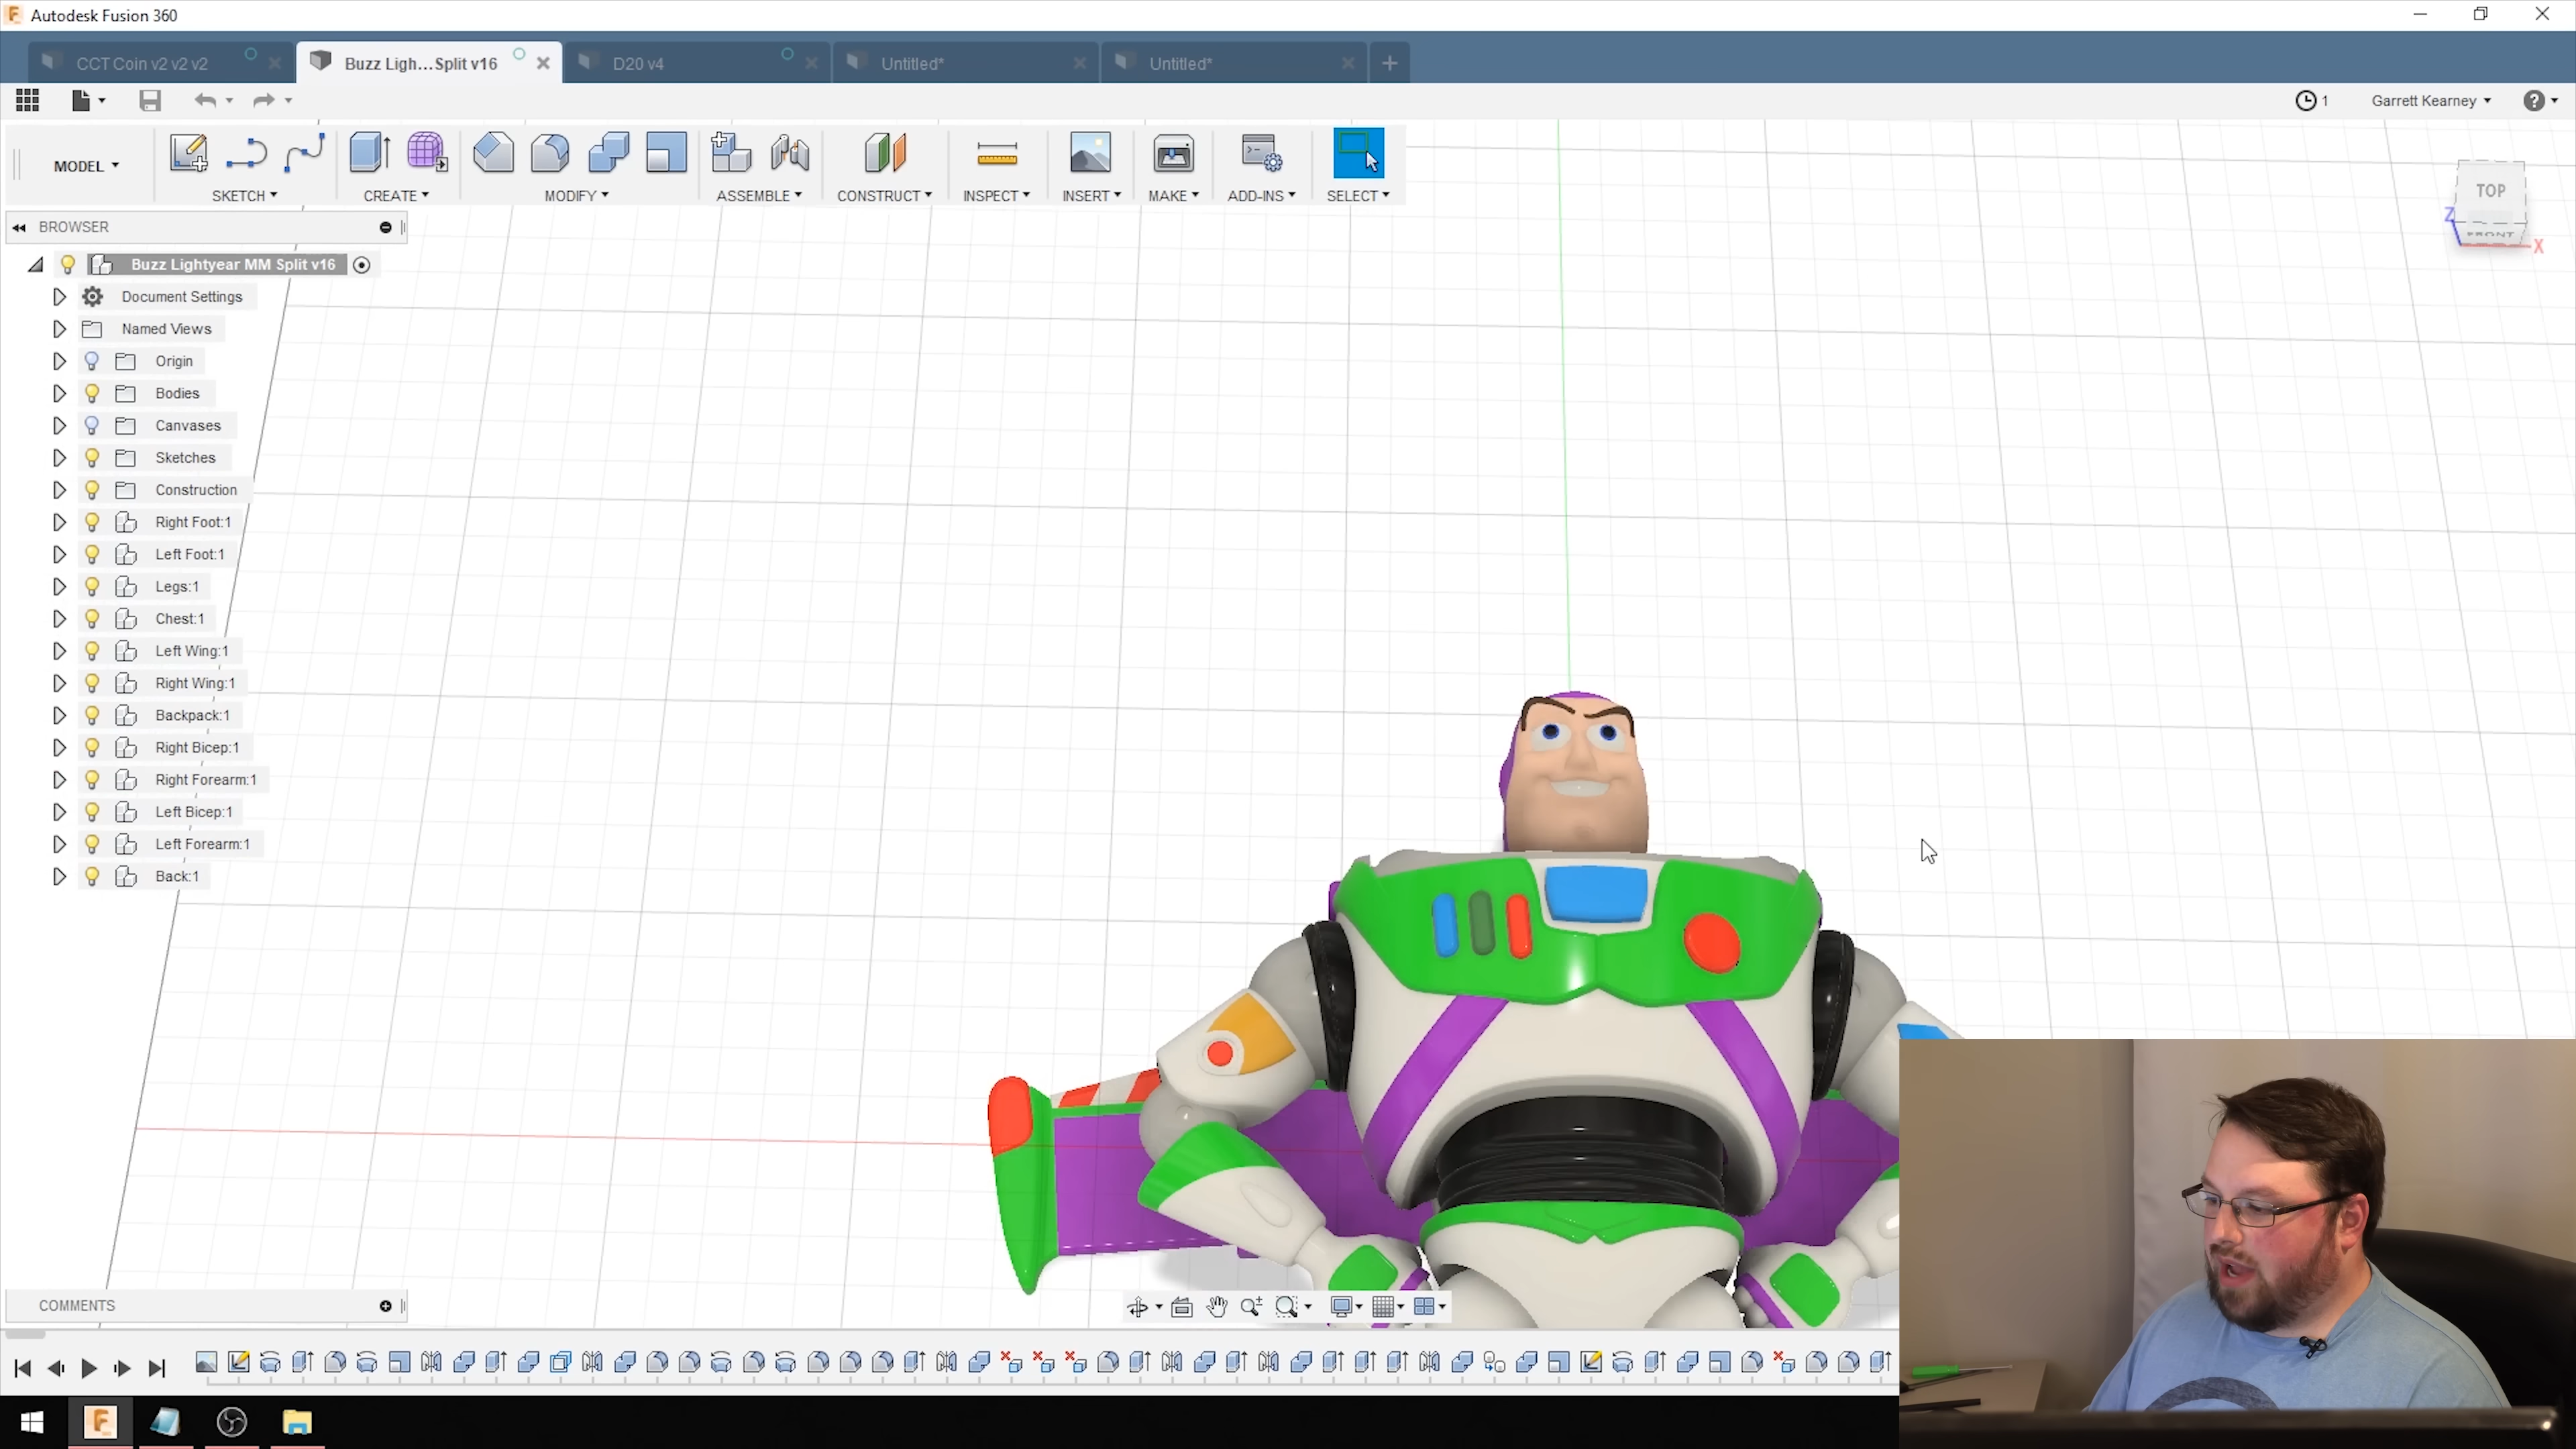 Autodesk Fusion 360
CCT Coin v2 v2 v2
Buzz Ligh...Split v16
D20 v4
Untitled*
Untitled*
1
Garrett Kearney
MODEL
SKETCH
CREATE
MODIFY
ASSEMBLE
CONSTRUCT
INSPECT
INSERT
MAKE
ADD-INS
SELECT
TOP
FRONT
Z
X
BROWSER
Buzz Lightyear MM Split v16
Document Settings
Named Views
Origin
Bodies
Canvases
Sketches
Construction
Right Foot:1
Left Foot:1
Legs:1
Chest:1
Left Wing:1
Right Wing:1
Backpack:1
Right Bicep:1
Right Forearm:1
Left Bicep:1
Left Forearm:1
Back:1
COMMENTS